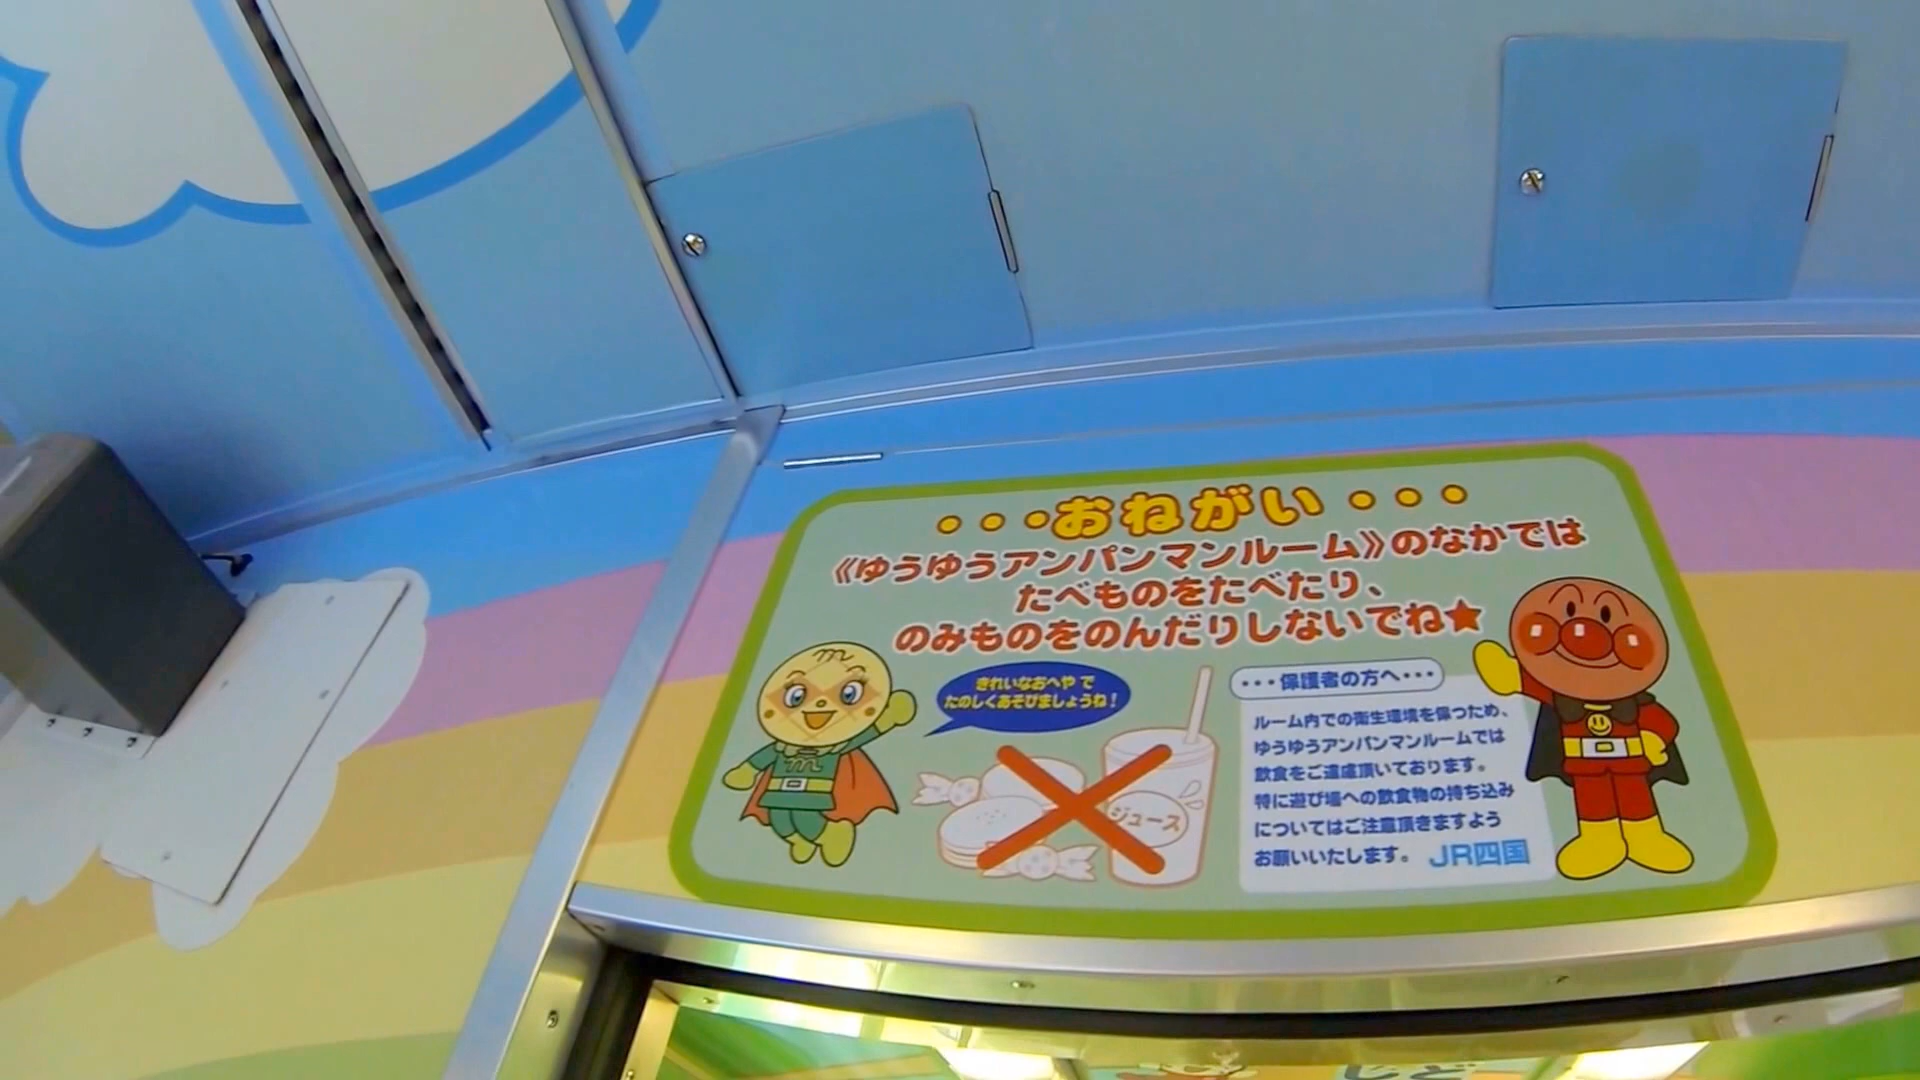 ・・・おねがい・・・
《ゆうゆうアンパンマンルーム》のなかでは
たべものをたべたり、
のみものをのんだりしないでね★
きれいなおへやで
たのしくあそびましょうね!
ジュース
・・・保護者の方へ・・・
ルーム内での衛生環境を保つため、
ゆうゆうアンパンマンルームでは
飲食をご遠慮頂いております。
特に遊び場への飲食物の持ち込み
についてはご注意頂きますよう
お願いいたします。 JR四国